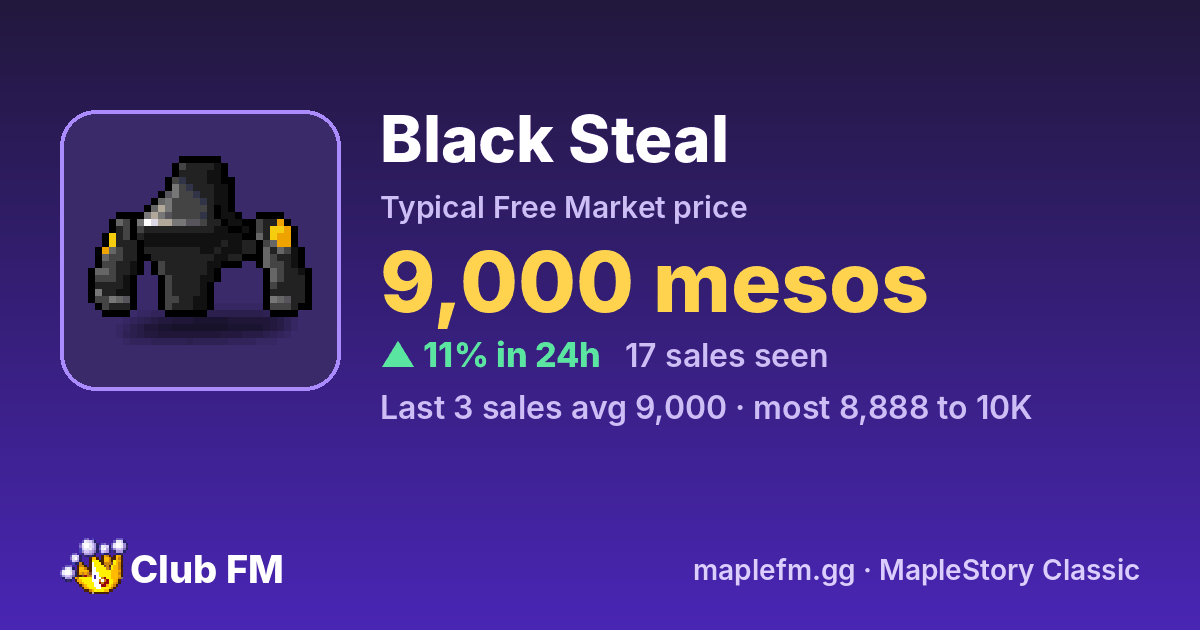 Black Steal
Typical Free Market price
9,000 mesos
▲ 11% in 24h 17 sales seen
Last 3 sales avg 9,000 · most 8,888 to 10K
Club FM
maplefm.gg · MapleStory Classic